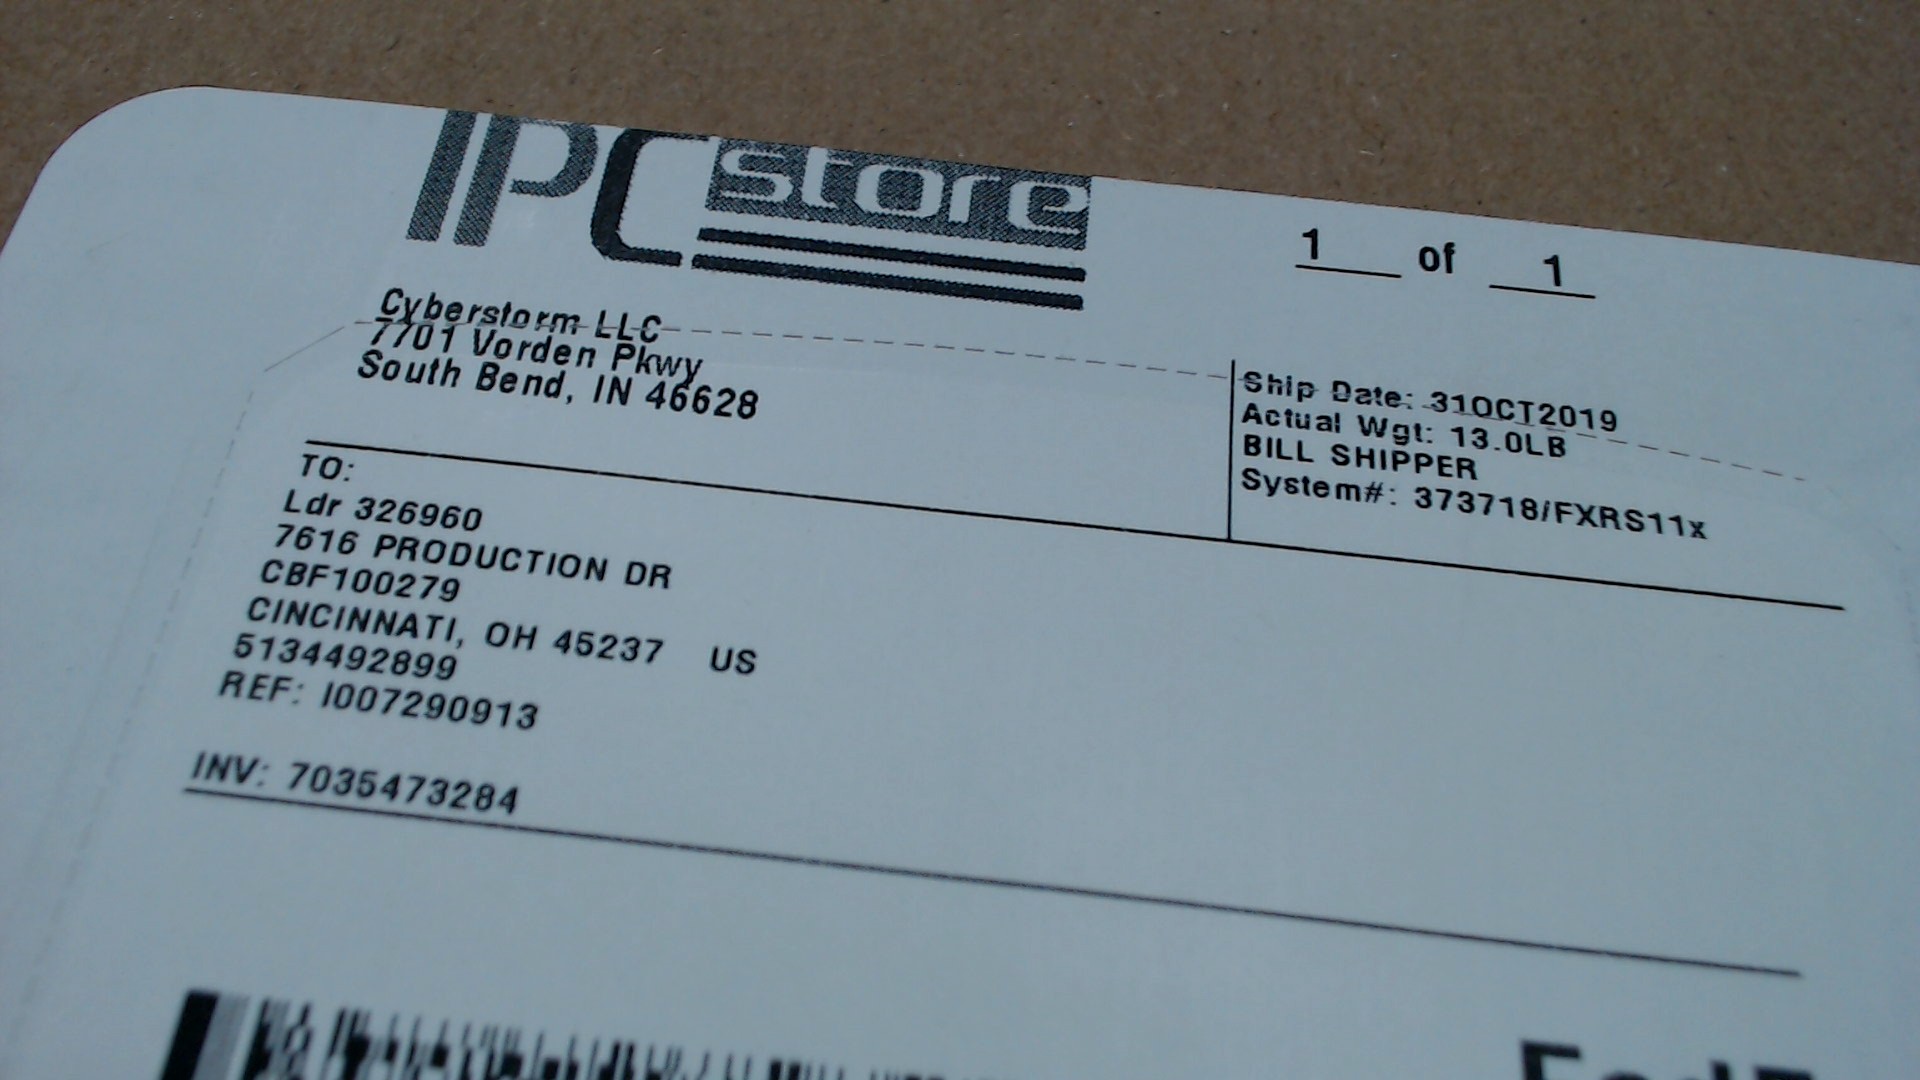 IPC store
1 of 1
Cyberstorm LLC
7701 Vorden Pkwy
South Bend, IN 46628
Ship Date: 31OCT2019
Actual Wgt: 13.0LB
BILL SHIPPER
System#: 373718/FXRS11x
TO:
Ldr 326960
7616 PRODUCTION DR
CBF100279
CINCINNATI, OH 45237 US
5134492899
REF: I007290913
INV: 7035473284